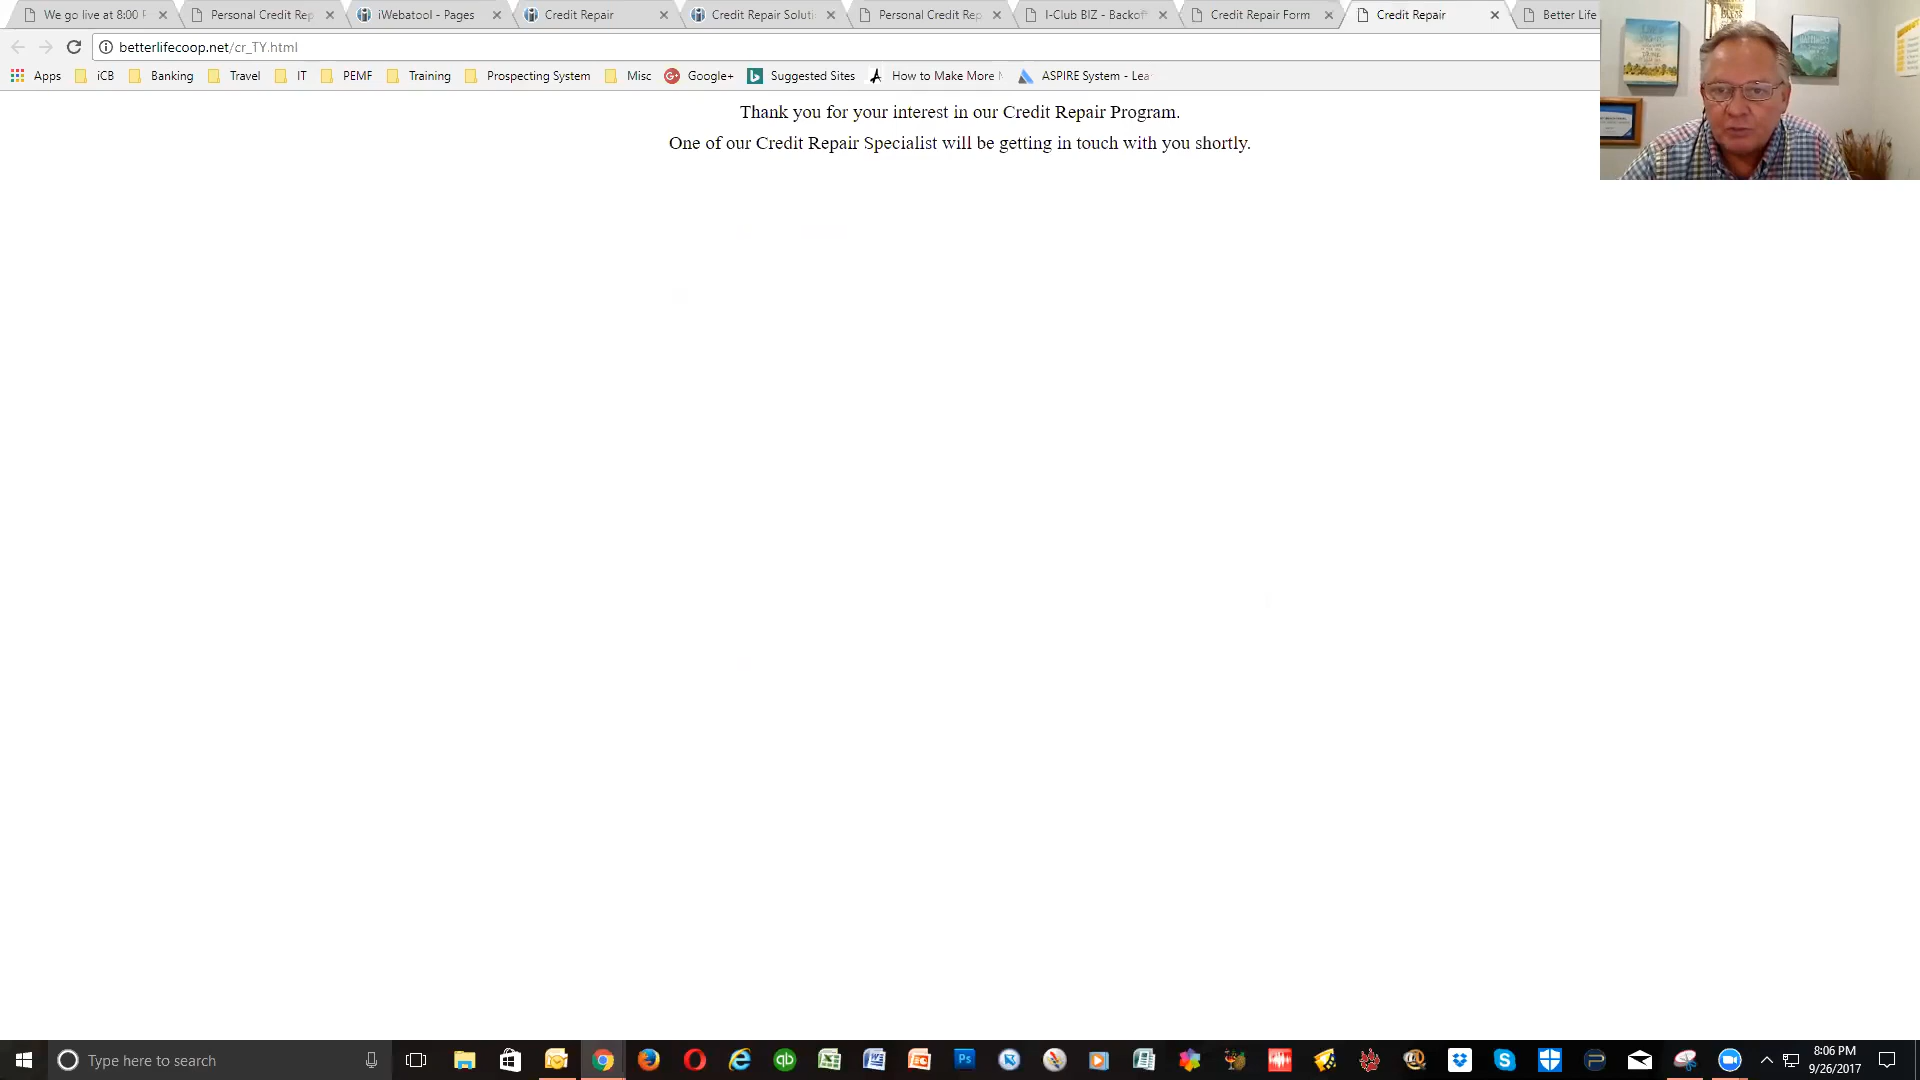 We go live at 8:00 P
Personal Credit Rep
iWebatool - Pages
Credit Repair
Credit Repair Soluti
Personal Credit Rep
I-Club BIZ - Backof
Credit Repair Form
Credit Repair
Better Life
betterlifecoop.net/cr_TY.html
Apps
iCB
Banking
Travel
IT
PEMF
Training
Prospecting System
Misc
Google+
Suggested Sites
How to Make More
ASPIRE System - Lea
Thank you for your interest in our Credit Repair Program.
One of our Credit Repair Specialist will be getting in touch with you shortly.
Type here to search
8:06 PM
9/26/2017